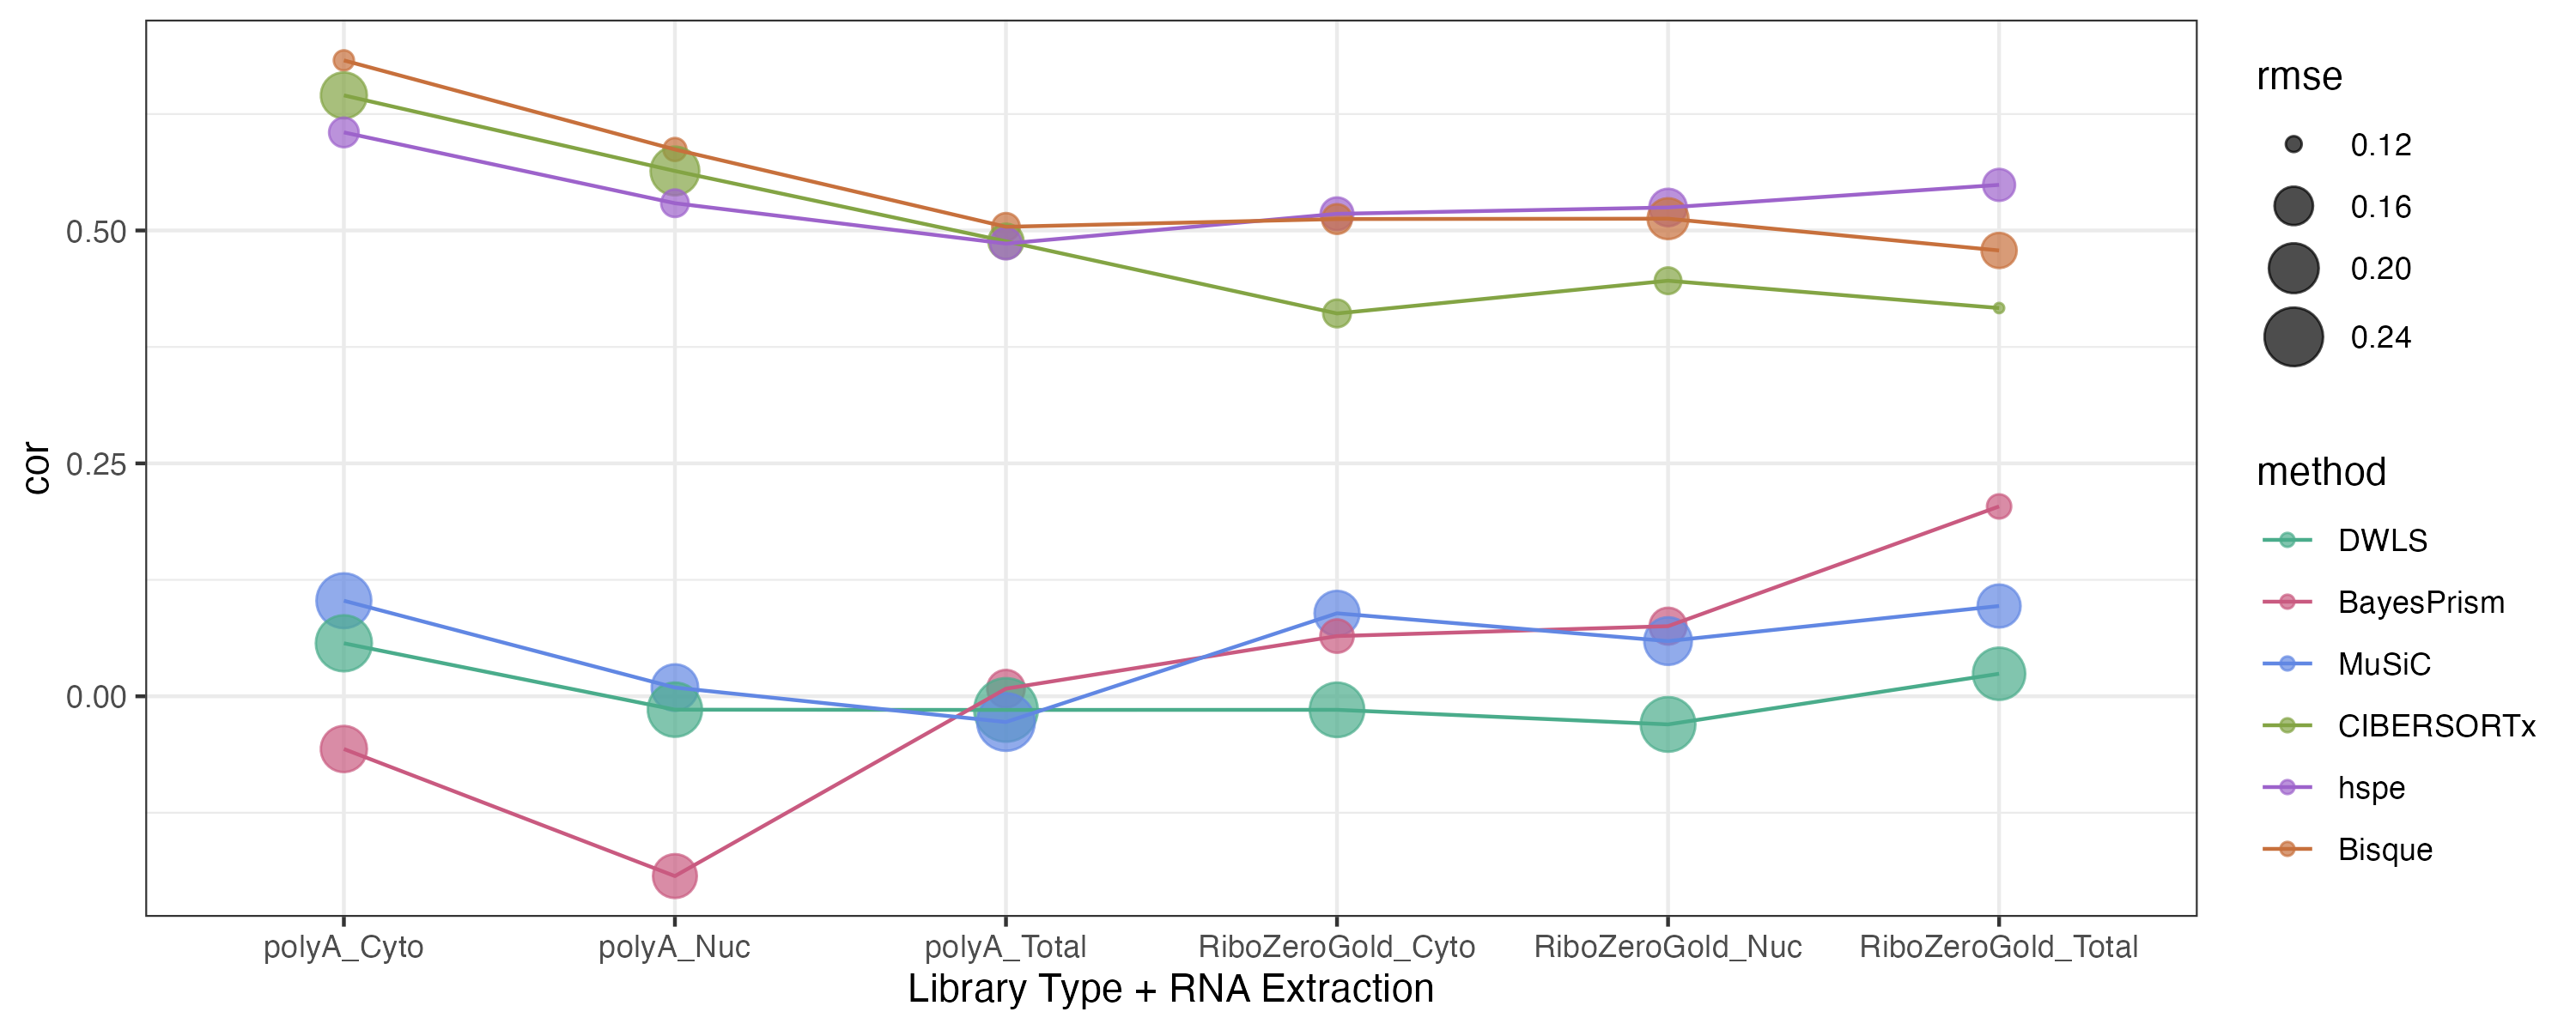 cor
0.50
0.25
0.00
polyA_Cyto
polyA_Nuc
polyA_Total
RiboZeroGold_Cyto
RiboZeroGold_Nuc
RiboZeroGold_Total
Library Type + RNA Extraction
rmse
0.12
0.16
0.20
0.24
method
DWLS
BayesPrism
MuSiC
CIBERSORTx
hspe
Bisque